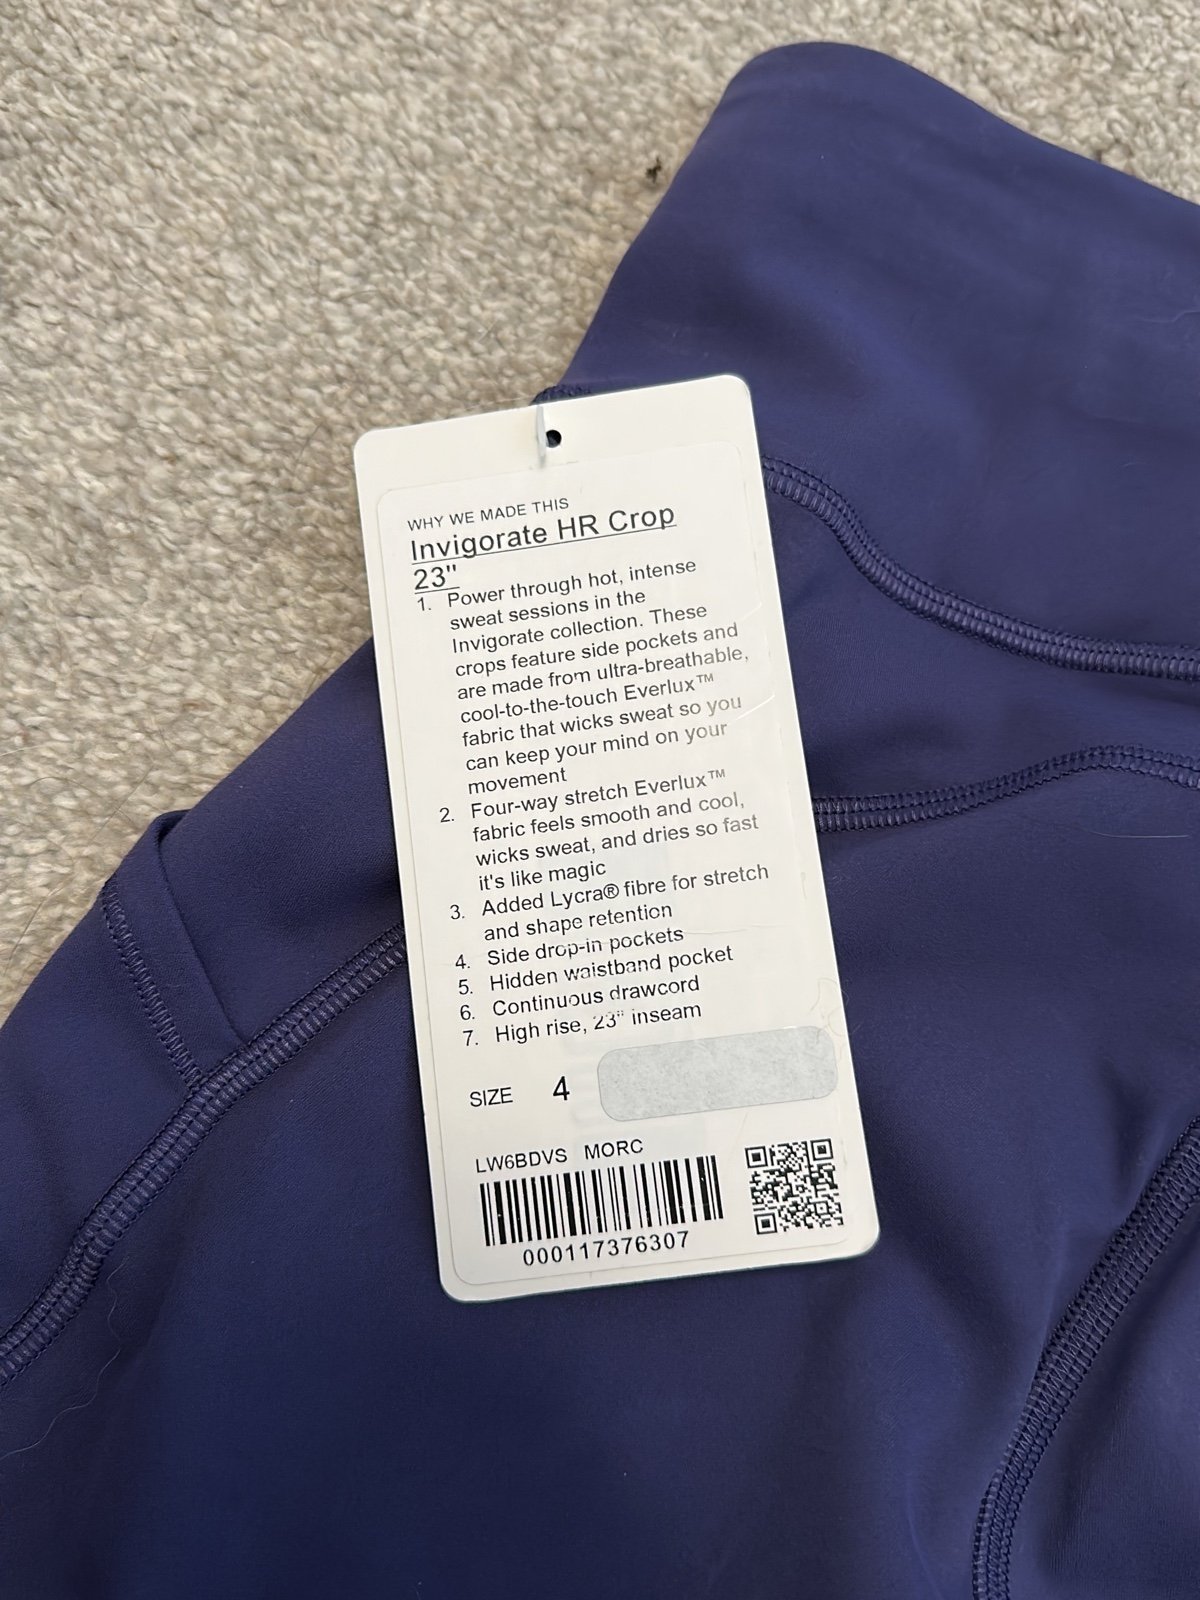 WHY WE MADE THIS
Invigorate HR Crop
23"
1. Power through hot, intense
sweat sessions in the
Invigorate collection. These
crops feature side pockets and
are made from ultra-breathable,
cool-to-the-touch Everlux™
fabric that wicks sweat so you
can keep your mind on your
movement
2. Four-way stretch Everlux™
fabric feels smooth and cool,
wicks sweat, and dries so fast
it's like magic
3. Added Lycra® fibre for stretch
and shape retention
4. Side drop-in pockets
5. Hidden waistband pocket
6. Continuous drawcord
7. High rise, 23" inseam
SIZE 4
LW6BDVS MORC
000117376307